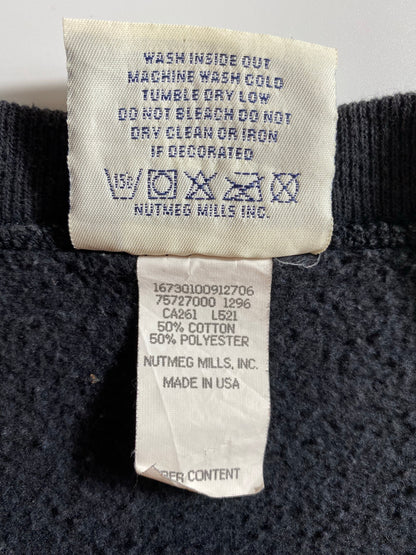 WASH INSIDE OUT
MACHINE WASH COLD
TUMBLE DRY LOW
DO NOT BLEACH DO NOT
DRY CLEAN OR IRON
IF DECORATED
NUTMEG MILLS INC.
16730100912706
75727000 1296
CA261 L521
50% COTTON
50% POLYESTER
NUTMEG MILLS, INC.
MADE IN USA
CONTENT